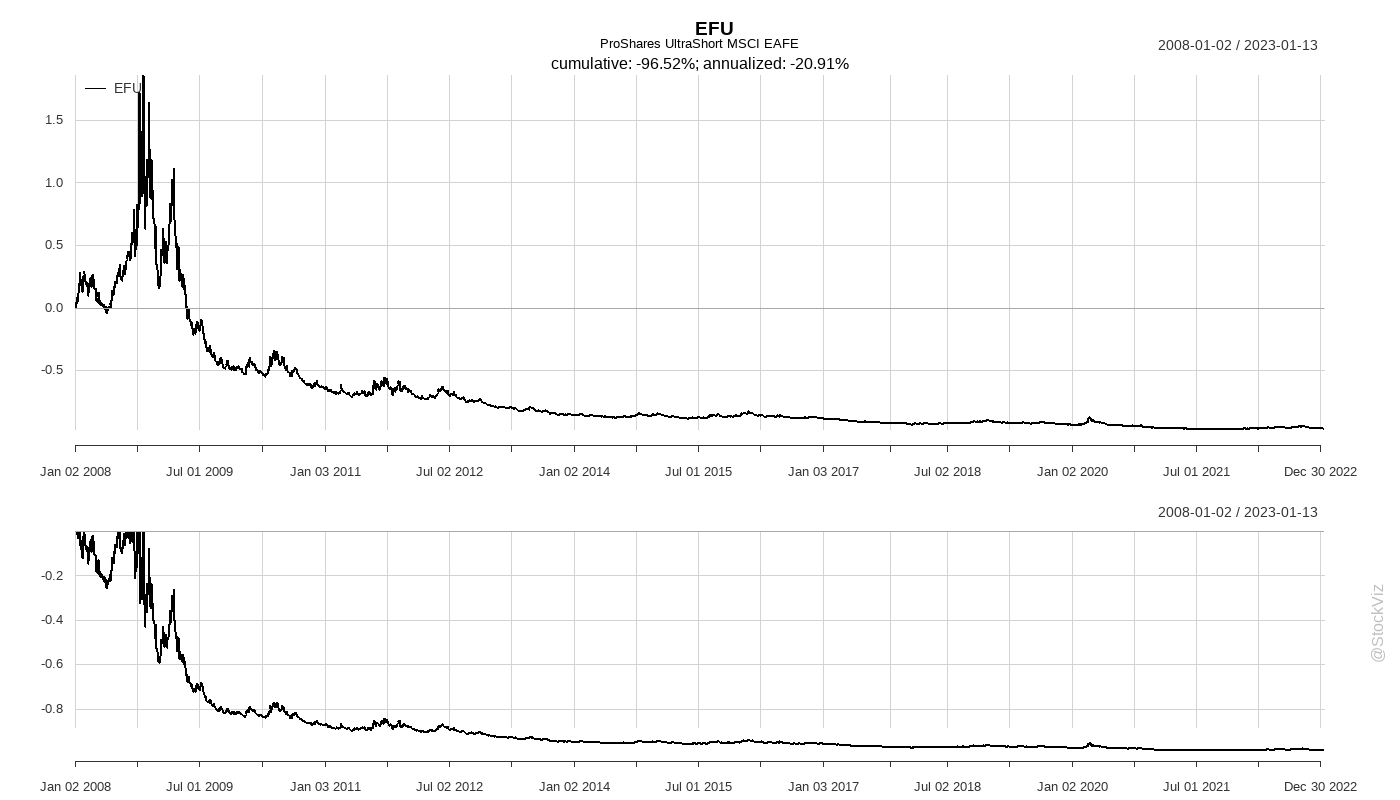 EFU
ProShares UltraShort MSCI EAFE
cumulative: -96.52%; annualized: -20.91%
2008-01-02 / 2023-01-13
EFU
1.5
1.0
0.5
0.0
-0.5
Jan 02 2008 Jul 01 2009 Jan 03 2011 Jul 02 2012 Jan 02 2014 Jul 01 2015 Jan 03 2017 Jul 02 2018 Jan 02 2020 Jul 01 2021 Dec 30 2022
2008-01-02 / 2023-01-13
-0.2
-0.4
-0.6
-0.8
Jan 02 2008 Jul 01 2009 Jan 03 2011 Jul 02 2012 Jan 02 2014 Jul 01 2015 Jan 03 2017 Jul 02 2018 Jan 02 2020 Jul 01 2021 Dec 30 2022
@StockViz